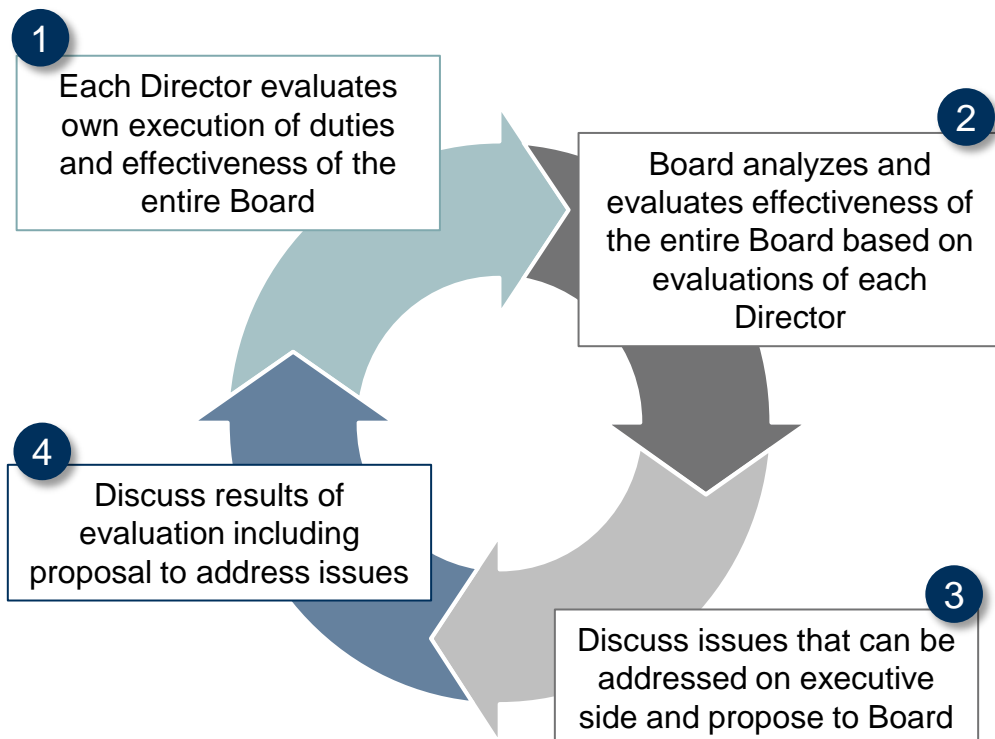 1
Each Director evaluates
own execution of duties
and effectiveness of the
entire Board
2
Board analyzes and
evaluates effectiveness of
the entire Board based on
evaluations of each
Director
3
Discuss issues that can be
addressed on executive
side and propose to Board
4
Discuss results of
evaluation including
proposal to address issues